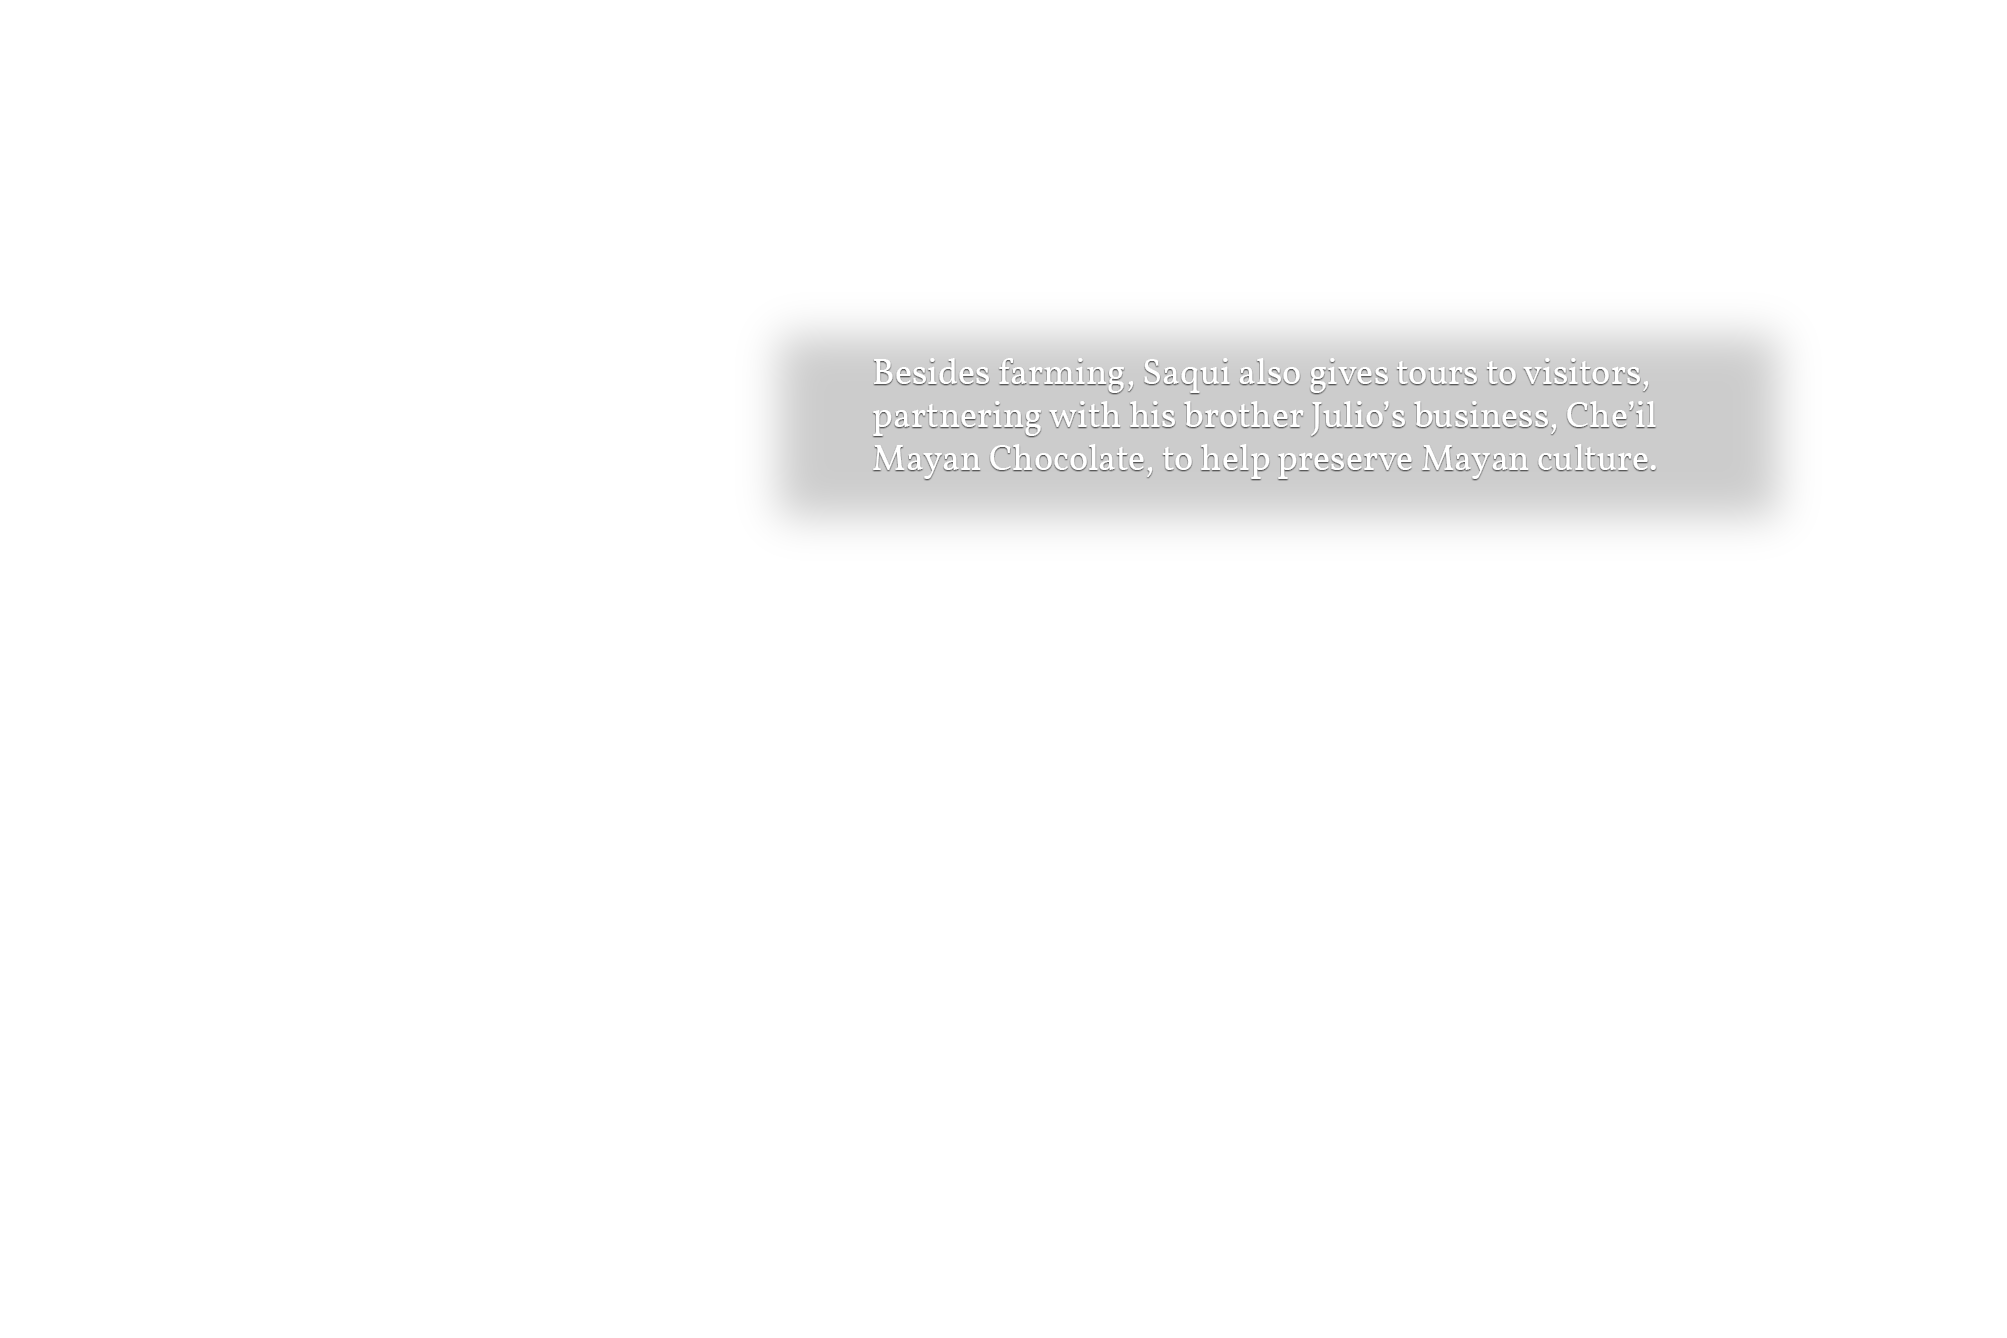 Besides farming, Saqui also gives tours to visitors,
partnering with his brother Julio’s business, Che’il
Mayan Chocolate, to help preserve Mayan culture.